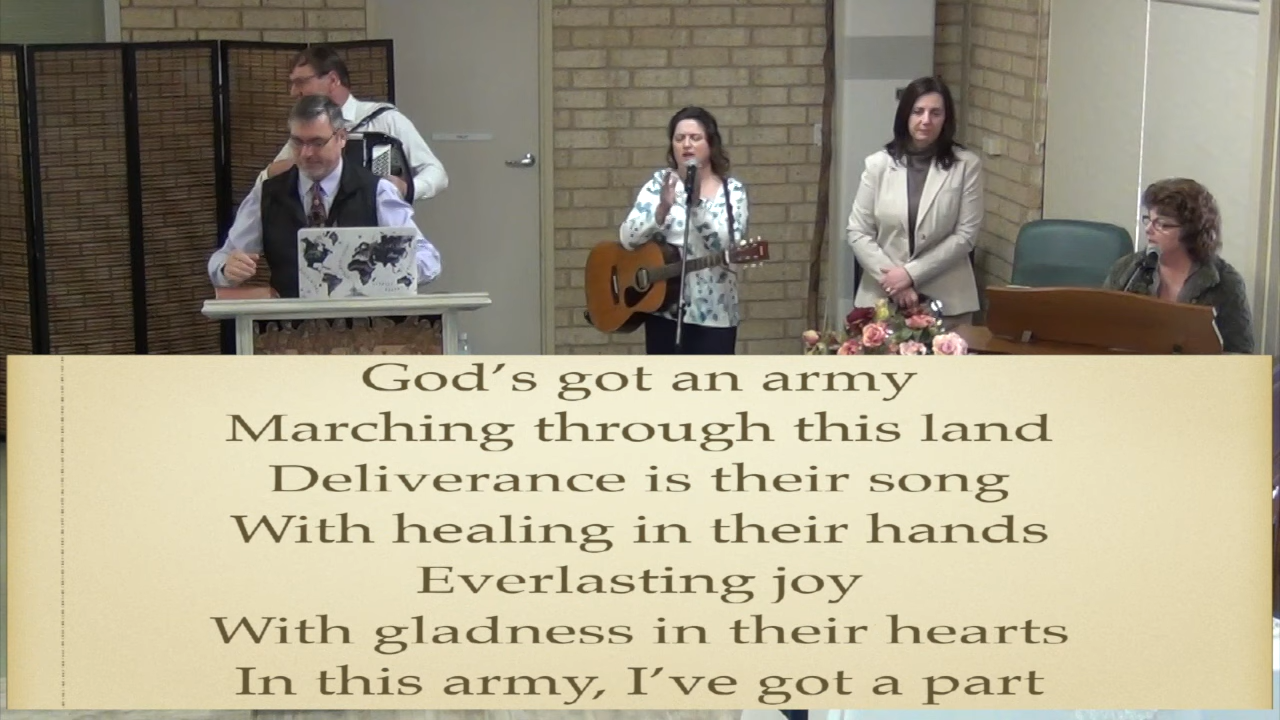 God's got an army
Marching through this land
Deliverance is their song
With healing in their hands
Everlasting joy
With gladness in their hearts
In this army, I've got a part